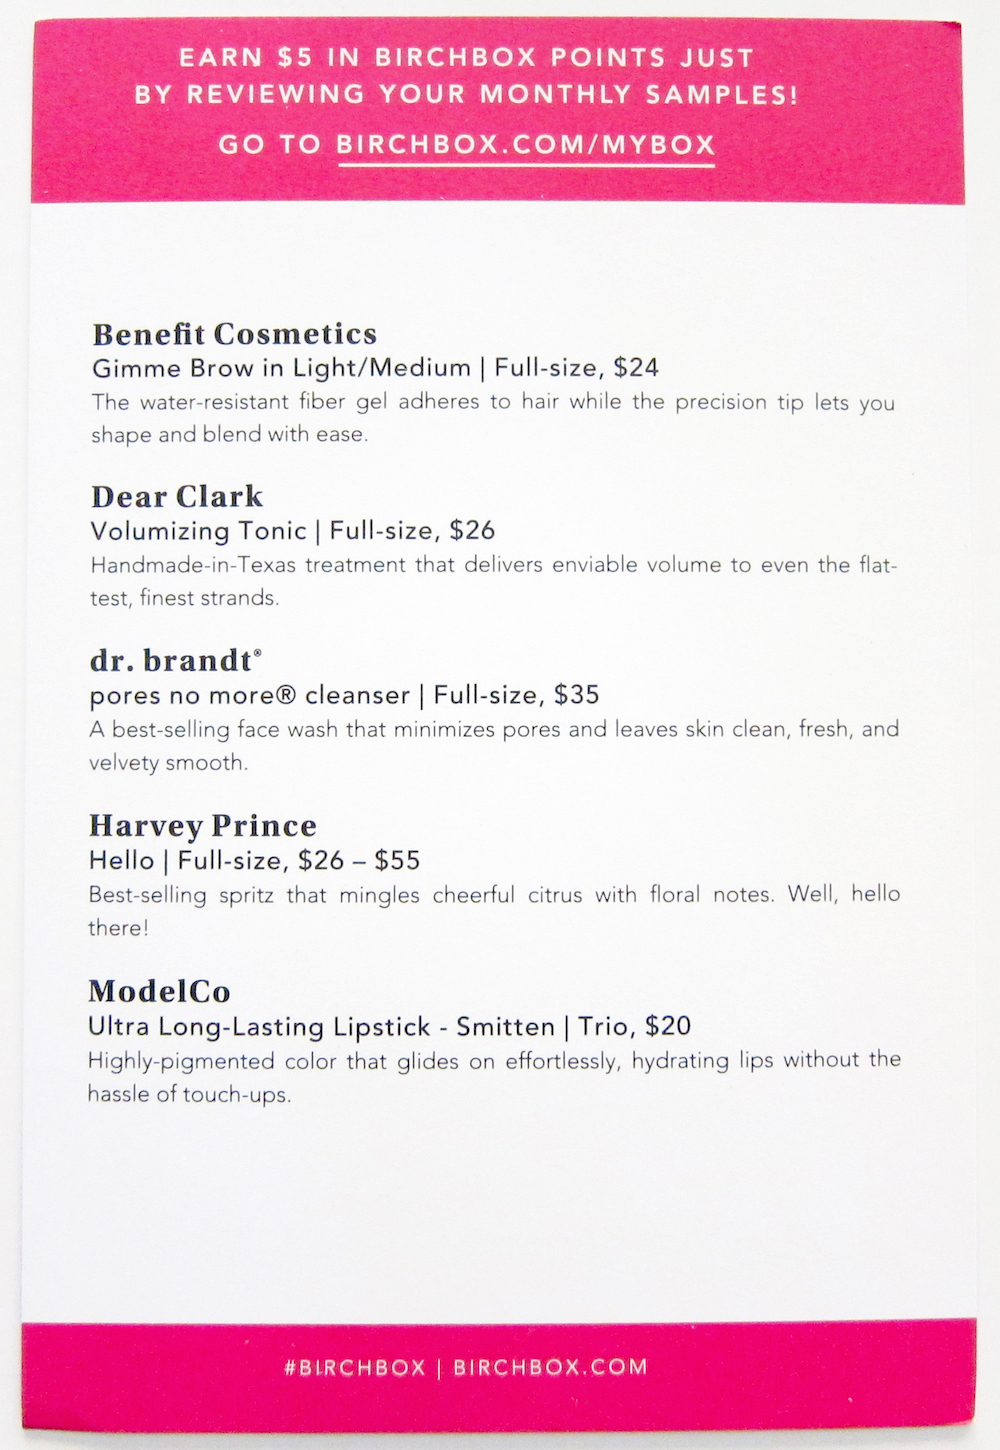 EARN $5 IN BIRCHBOX POINTS JUST
BY REVIEWING YOUR MONTHLY SAMPLES!
GO TO BIRCHBOX.COM/MYBOX
Benefit Cosmetics
Gimme Brow in Light/Medium | Full-size, $24
The water-resistant fiber gel adheres to hair while the precision tip lets you
shape and blend with ease.
Dear Clark
Volumizing Tonic | Full-size, $26
Handmade-in-Texas treatment that delivers enviable volume to even the flat-
test, finest strands.
dr. brandt®
pores no more® cleanser | Full-size, $35
A best-selling face wash that minimizes pores and leaves skin clean, fresh, and
velvety smooth.
Harvey Prince
Hello | Full-size, $26 – $55
Best-selling spritz that mingles cheerful citrus with floral notes. Well, hello
there!
ModelCo
Ultra Long-Lasting Lipstick - Smitten | Trio, $20
Highly-pigmented color that glides on effortlessly, hydrating lips without the
hassle of touch-ups.
#BIRCHBOX | BIRCHBOX.COM